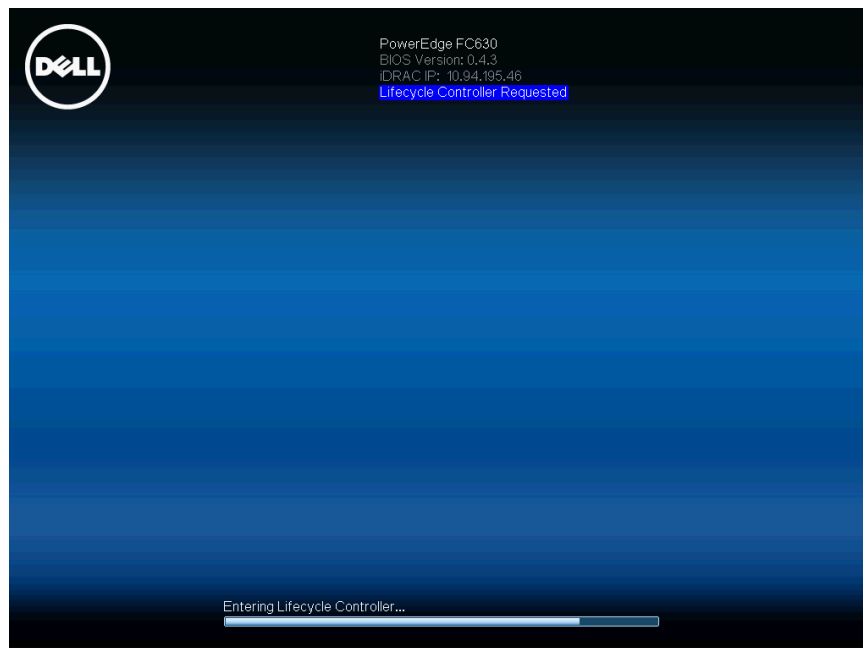 DELL
PowerEdge FC630
BIOS Version: 0.4.3
iDRAC IP: 10.94.195.46
Lifecycle Controller Requested
Entering Lifecycle Controller...